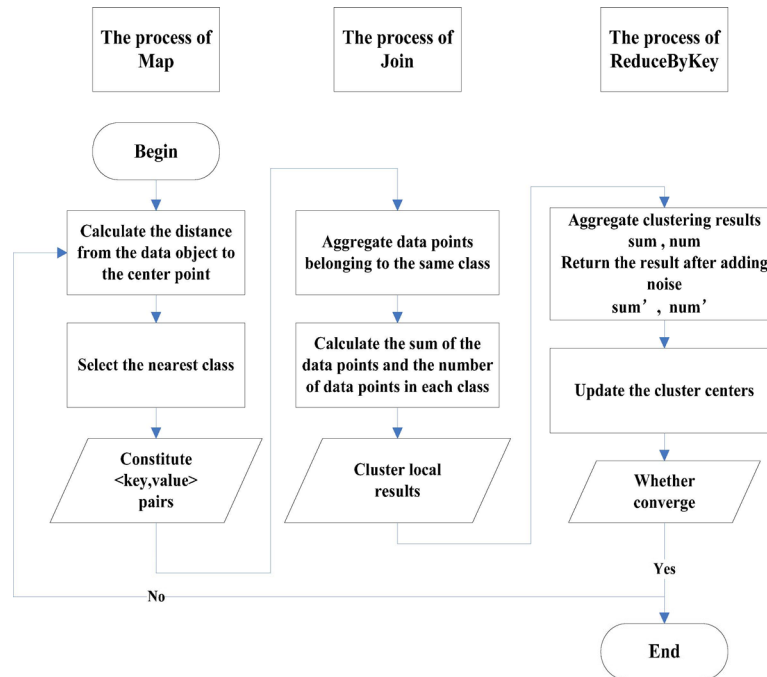 The process of
Map
The process of
Join
The process of
ReduceByKey
Begin
Calculate the distance
from the data object to
the center point
Select the nearest class
Constitute
<key,value>
pairs
Aggregate data points
belonging to the same class
Calculate the sum of the
data points and the number
of data points in each class
Cluster local
results
Aggregate clustering results
sum , num
Return the result after adding
noise
sum′ , num′
Update the cluster centers
Whether
converge
Yes
No
End